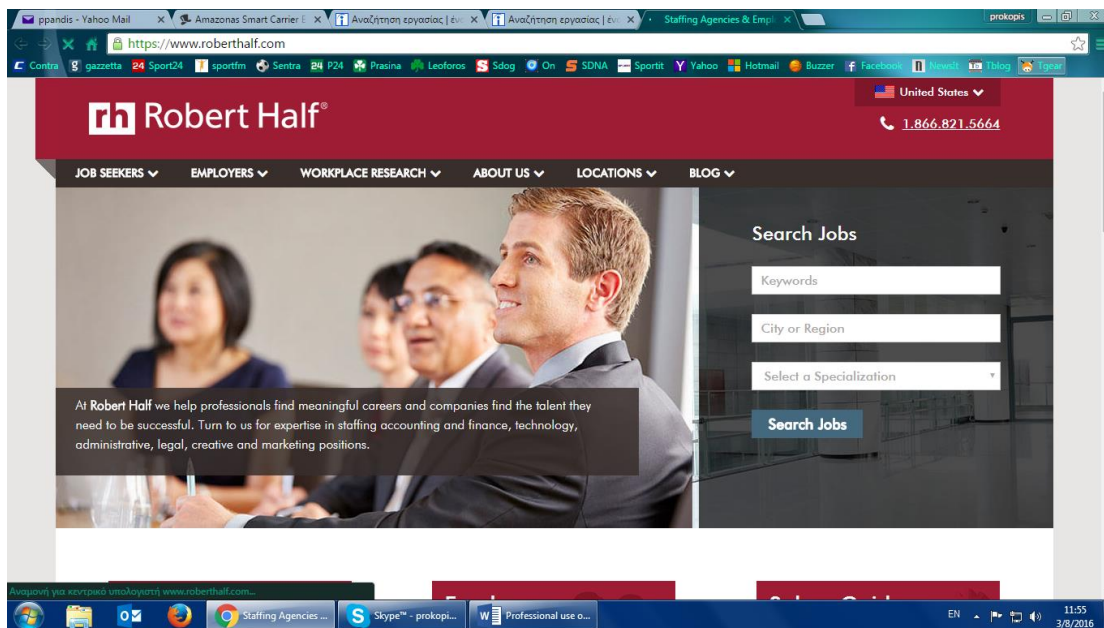 ppandis - Yahoo Mail
Amazonas Smart Carrier E
Αναζήτηση εργασίας | ένα
Αναζήτηση εργασίας | ένα
Staffing Agencies & Empl
prokopis
https://www.roberthalf.com
Contra gazzetta 24 Sport24 sportfm Sentra 24 P24 Prasina Leoforos Sdog On SDNA Sportit Yahoo Hotmail Buzzer Facebook NewsIt Tblog Tgear
United States
rh Robert Half®
1.866.821.5664
JOB SEEKERS EMPLOYERS WORKPLACE RESEARCH ABOUT US LOCATIONS BLOG
Search Jobs
Keywords
City or Region
Select a Specialization
Search Jobs
At Robert Half we help professionals find meaningful careers and companies find the talent they
need to be successful. Turn to us for expertise in staffing accounting and finance, technology,
administrative, legal, creative and marketing positions.
Αναμονή για κεντρικό υπολογιστή www.roberthalf.com...
Staffing Agencies ...
Skype™ - prokopi...
Professional use o...
EN
11:55
3/8/2016